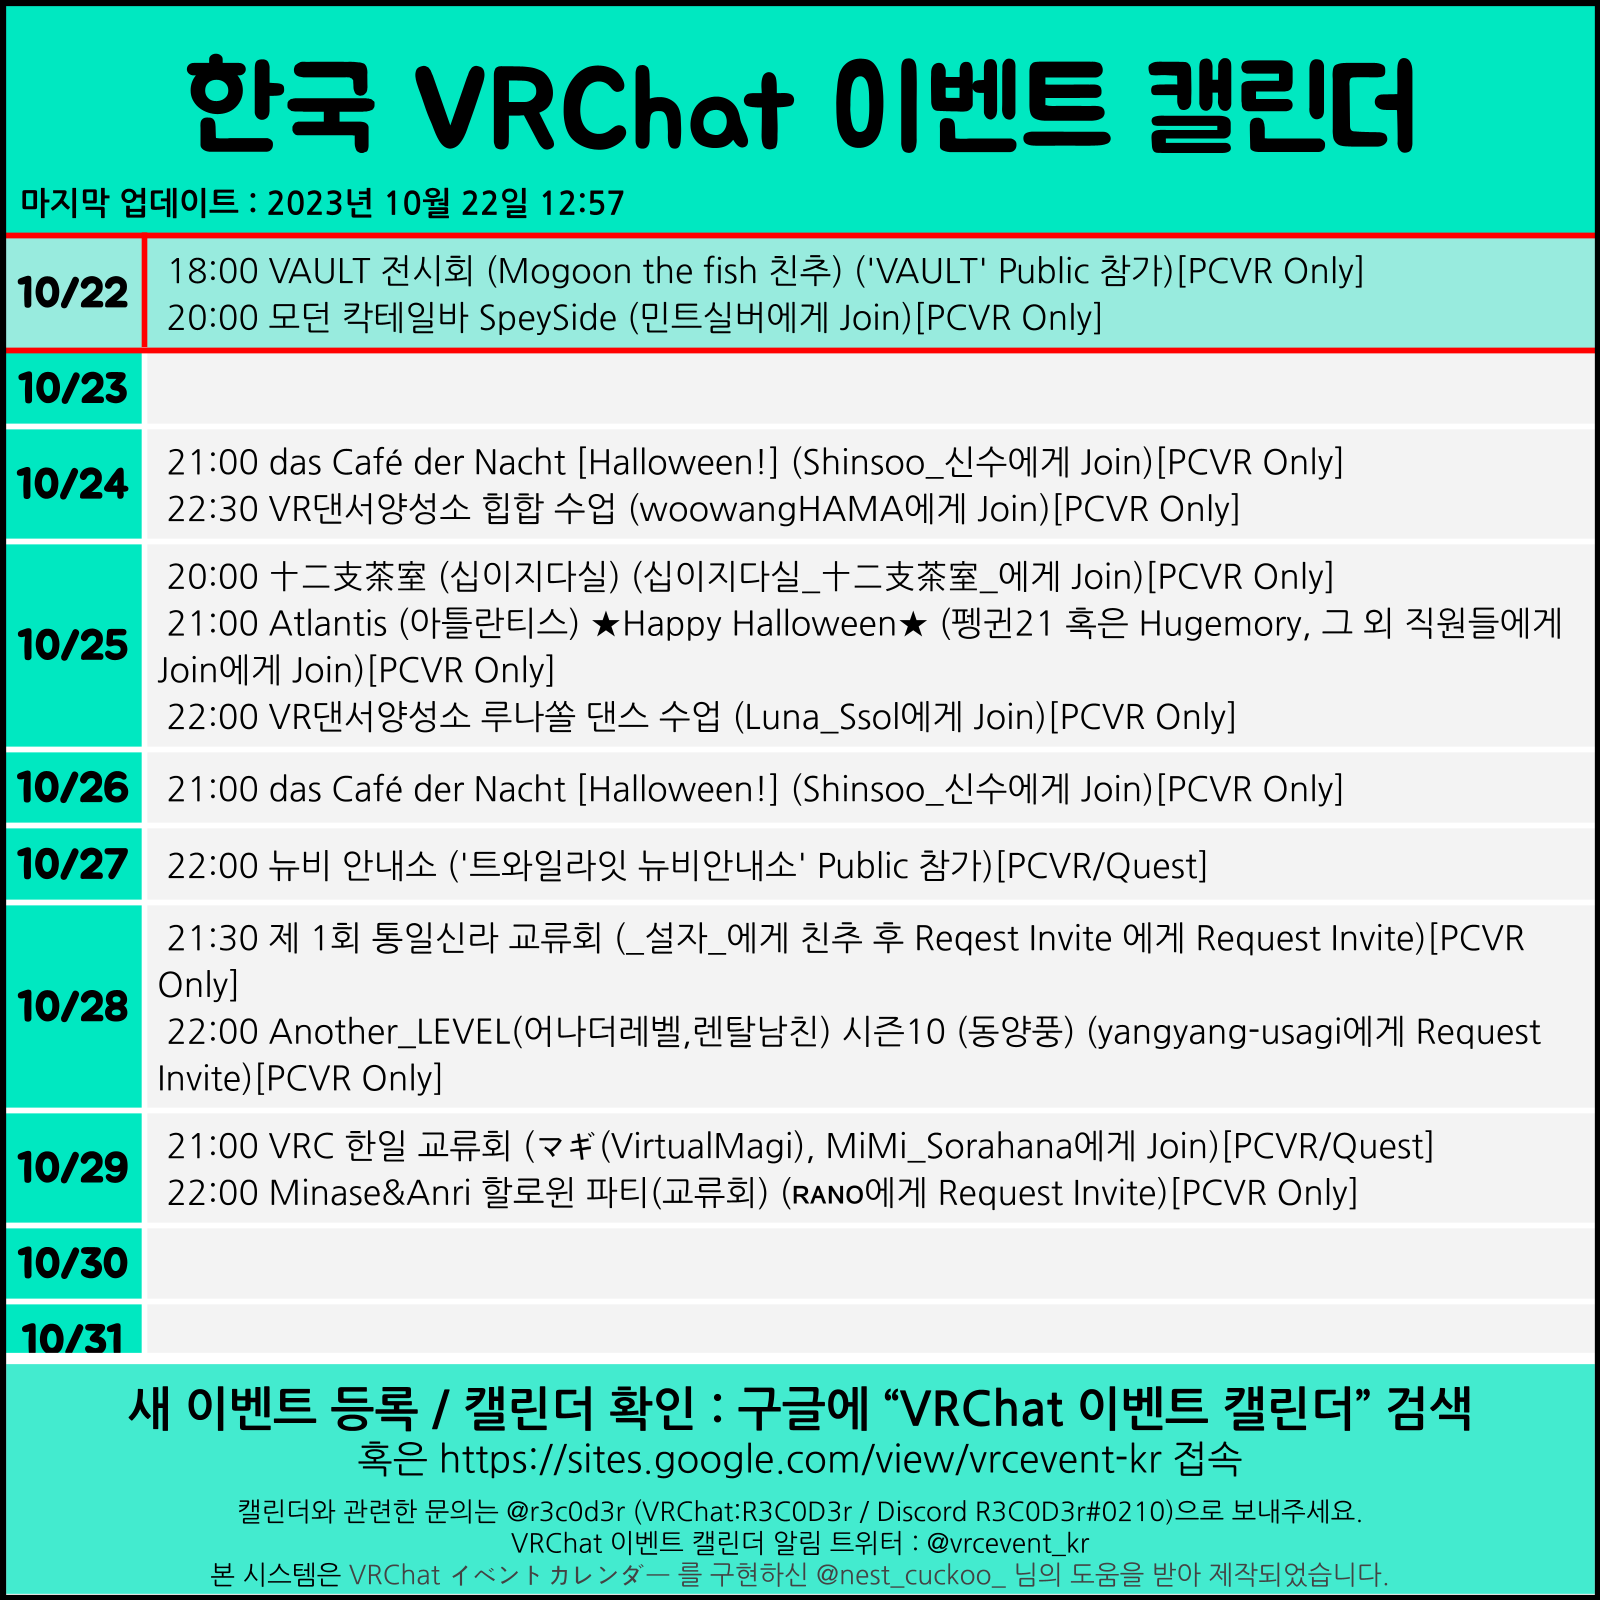 한국 VRChat 이벤트 캘린더
마지막 업데이트 : 2023년 10월 22일 12:57
10/22
18:00 VAULT 전시회 (Mogoon the fish 친추) ('VAULT' Public 참가)[PCVR Only]
20:00 모던 칵테일바 SpeySide (민트실버에게 Join)[PCVR Only]
10/23
10/24
21:00 das Café der Nacht [Halloween!] (Shinsoo_신수에게 Join)[PCVR Only]
22:30 VR댄서양성소 힙합 수업 (woowangHAMA에게 Join)[PCVR Only]
10/25
20:00 十二支茶室 (십이지다실) (십이지다실_十二支茶室_에게 Join)[PCVR Only]
21:00 Atlantis (아틀란티스) ★Happy Halloween★ (펭귄21 혹은 Hugemory, 그 외 직원들에게
Join에게 Join)[PCVR Only]
22:00 VR댄서양성소 루나쏠 댄스 수업 (Luna_Ssol에게 Join)[PCVR Only]
10/26
21:00 das Café der Nacht [Halloween!] (Shinsoo_신수에게 Join)[PCVR Only]
10/27
22:00 뉴비 안내소 ('트와일라잇 뉴비안내소' Public 참가)[PCVR/Quest]
10/28
21:30 제 1회 통일신라 교류회 (_설자_에게 친추 후 Reqest Invite 에게 Request Invite)[PCVR
Only]
22:00 Another_LEVEL(어나더레벨,렌탈남친) 시즌10 (동양풍) (yangyang-usagi에게 Request
Invite)[PCVR Only]
10/29
21:00 VRC 한일 교류회 (マギ(VirtualMagi), MiMi_Sorahana에게 Join)[PCVR/Quest]
22:00 Minase&Anri 할로윈 파티(교류회) (ʀᴀɴᴏ에게 Request Invite)[PCVR Only]
10/30
10/31
새 이벤트 등록 / 캘린더 확인 : 구글에 “VRChat 이벤트 캘린더” 검색
혹은 https://sites.google.com/view/vrcevent-kr 접속
캘린더와 관련한 문의는 @r3c0d3r (VRChat:R3C0D3r / Discord R3C0D3r#0210)으로 보내주세요.
VRChat 이벤트 캘린더 알림 트위터 : @vrcevent_kr
본 시스템은 VRChat イベントカレンダー 를 구현하신 @nest_cuckoo_ 님의 도움을 받아 제작되었습니다.